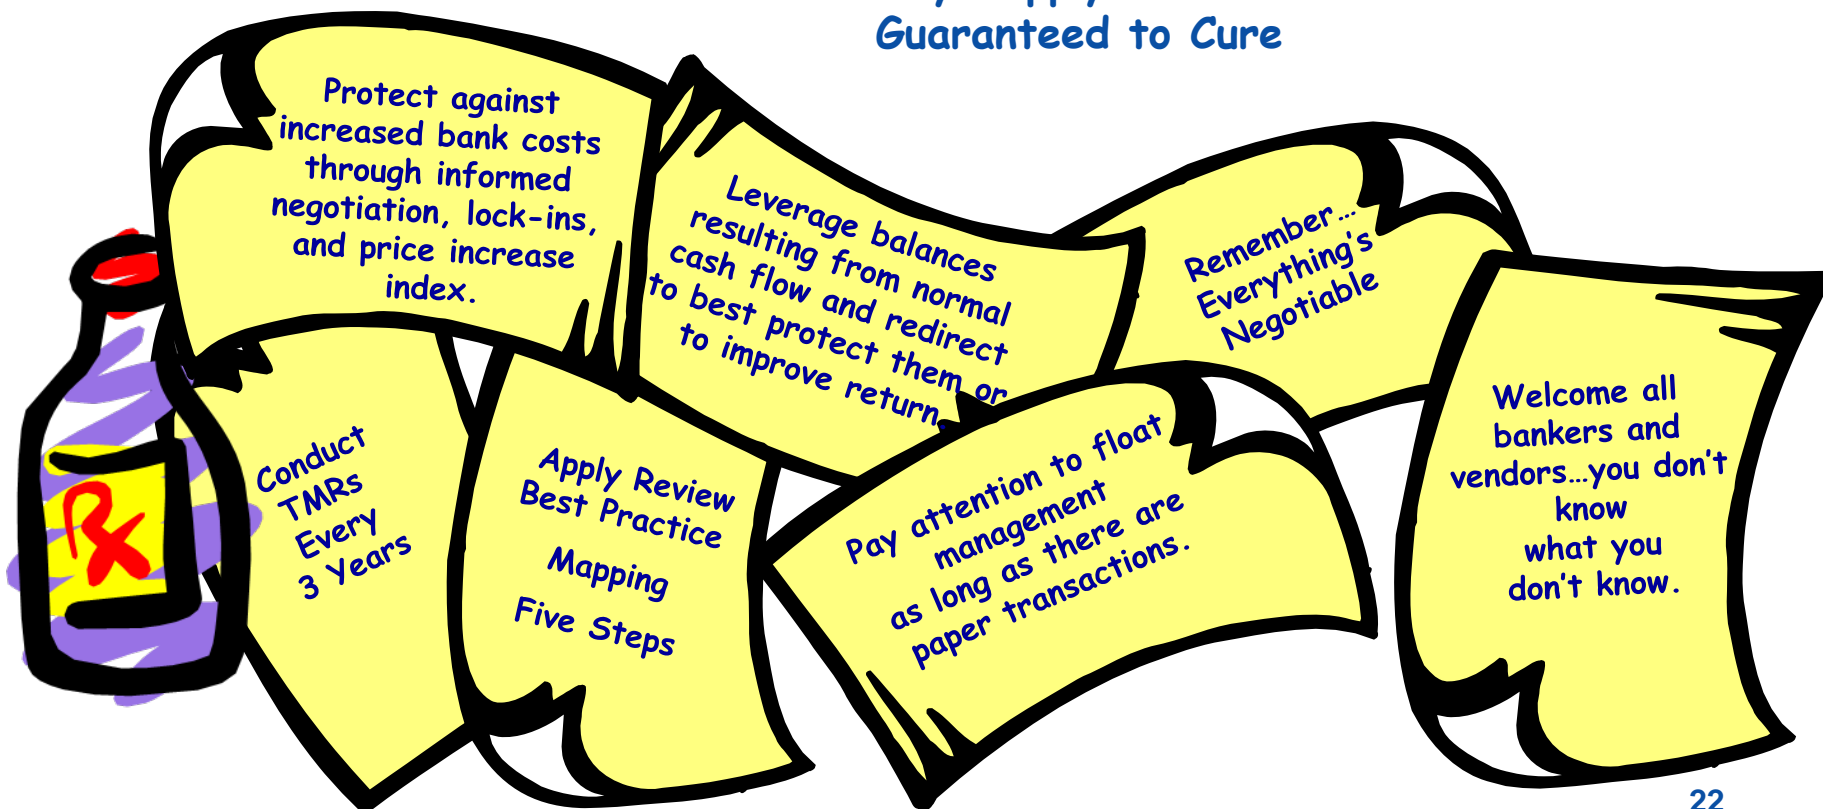 Guaranteed to Cure
Protect against
increased bank costs
through informed
negotiation, lock-ins,
and price increase
index.
Leverage balances
resulting from normal
cash flow and redirect
to best protect them or
to improve return.
Remember…
Everything's
Negotiable
Welcome all
bankers and
vendors…you don't
know
what you
don't know.
Conduct
TMRs
Every
3 Years
Apply Review
Best Practice
Mapping
Five Steps
Pay attention to float
management
as long as there are
paper transactions.
Rx
22